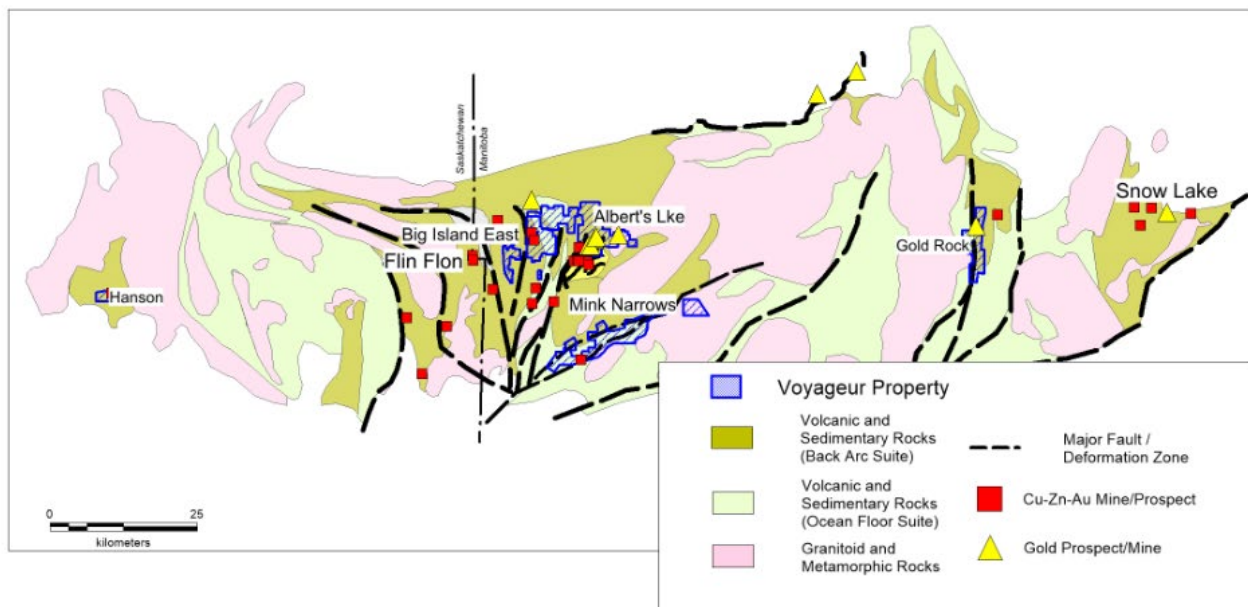 Saskatchewan
Manitoba
Albert's Lke
Big Island East
Flin Flon
Snow Lake
Gold Rock
Hanson
Mink Narrows
0 25
kilometers
Voyageur Property
Volcanic and
Sedimentary Rocks
(Back Arc Suite)
Volcanic and
Sedimentary Rocks
(Ocean Floor Suite)
Granitoid and
Metamorphic Rocks
Major Fault /
Deformation Zone
Cu-Zn-Au Mine/Prospect
Gold Prospect/Mine